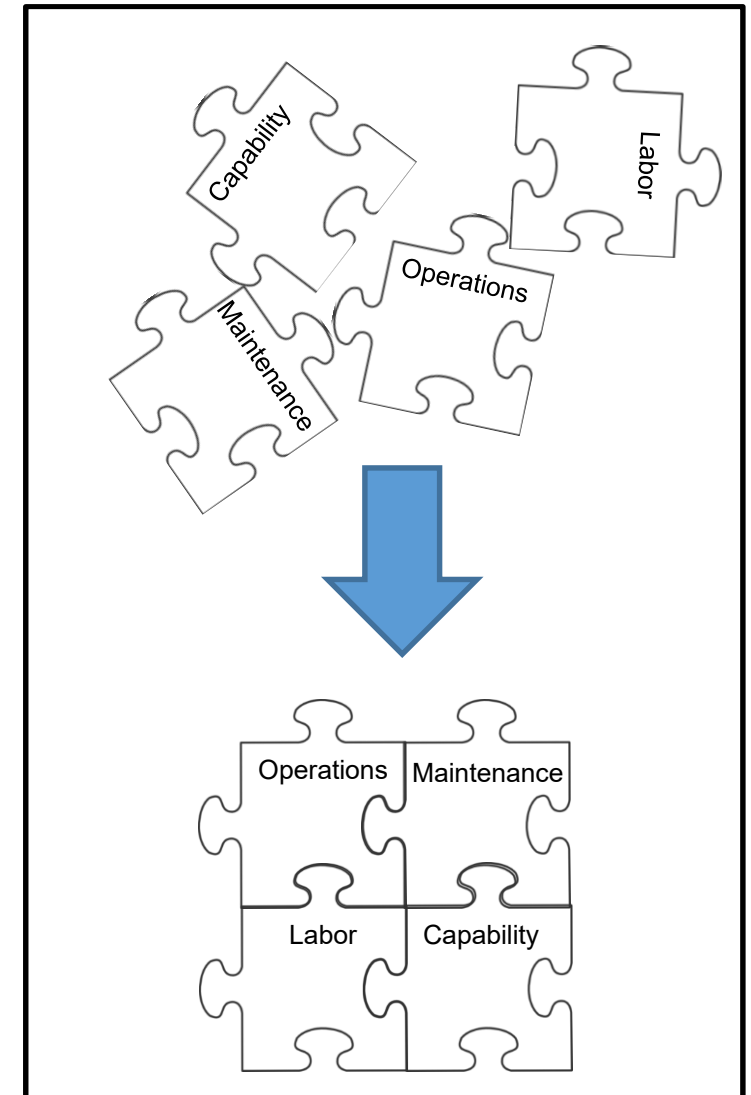 Capability
Labor
Operations
Maintenance
Operations
Maintenance
Labor
Capability